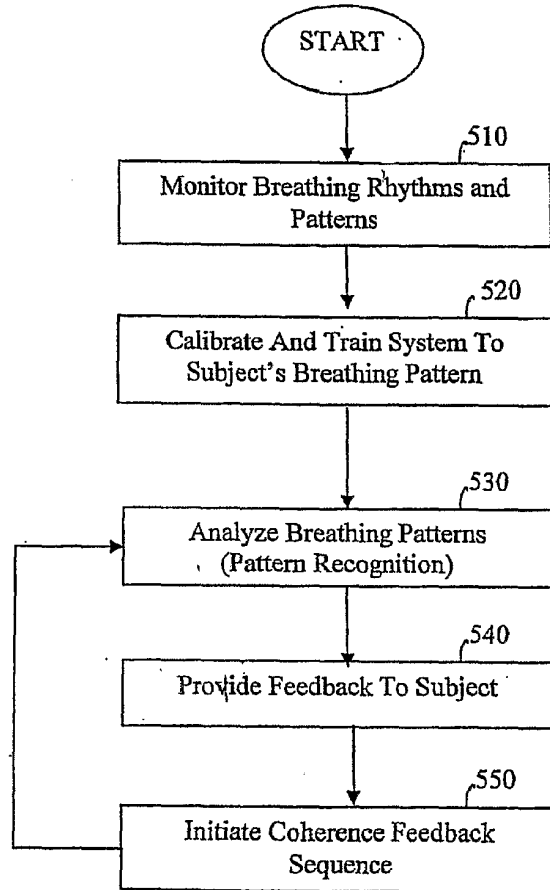 START
510
Monitor Breathing Rhythms and
Patterns
520
Calibrate And Train System To
Subject's Breathing Pattern
530
Analyze Breathing Patterns
(Pattern Recognition)
540
Provide Feedback To Subject
550
Initiate Coherence Feedback
Sequence